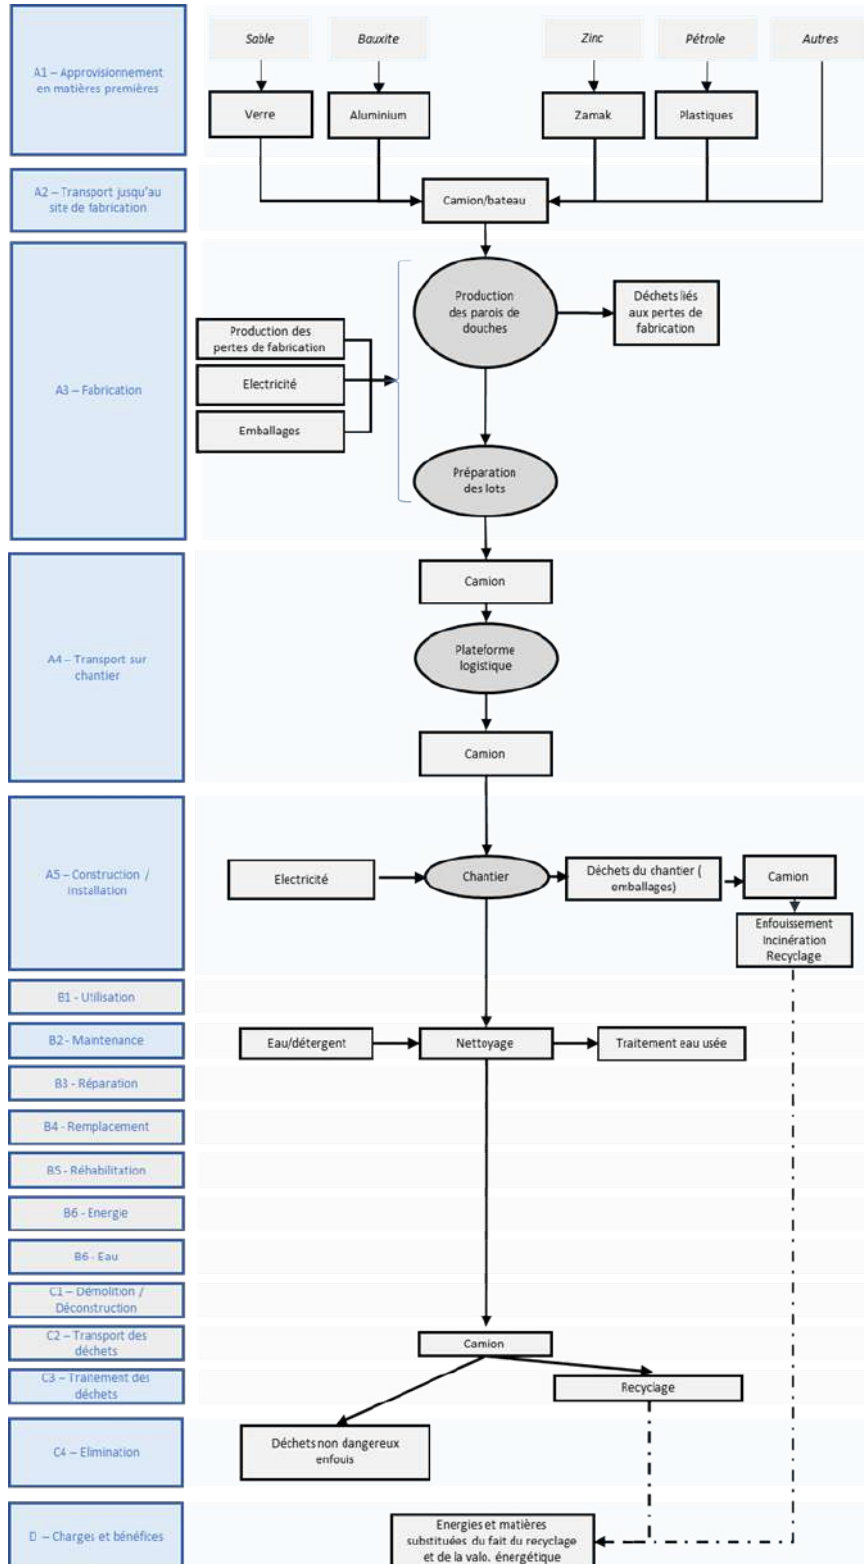 A1 – Approvisionnement
en matières premières
Sable
Bauxite
Zinc
Pétrole
Autres
Verre
Aluminium
Zamak
Plastiques
A2 – Transport jusqu'au
site de fabrication
Camion/bateau
A3 – Fabrication
Production
des parois de
douches
Déchets liés
aux pertes de
fabrication
Production des
pertes de fabrication
Electricité
Emballages
Préparation
des lots
A4 – Transport sur
chantier
Camion
Plateforme
logistique
Camion
A5 – Construction /
Installation
Electricité
Chantier
Déchets du chantier (
emballages)
Camion
Enfouissement
Incinération
Recyclage
B1 - Utilisation
B2 - Maintenance
Eau/détergent
Nettoyage
Traitement eau usée
B3 - Réparation
B4 - Remplacement
B5 - Réhabilitation
B6 - Energie
B6 - Eau
C1 – Démolition /
Déconstruction
C2 – Transport des
déchets
Camion
C3 – Traitement des
déchets
Recyclage
C4 – Elimination
Déchets non dangereux
enfouis
D – Charges et bénéfices
Energies et matières
substituées du fait du recyclage
et de la valo. énergétique